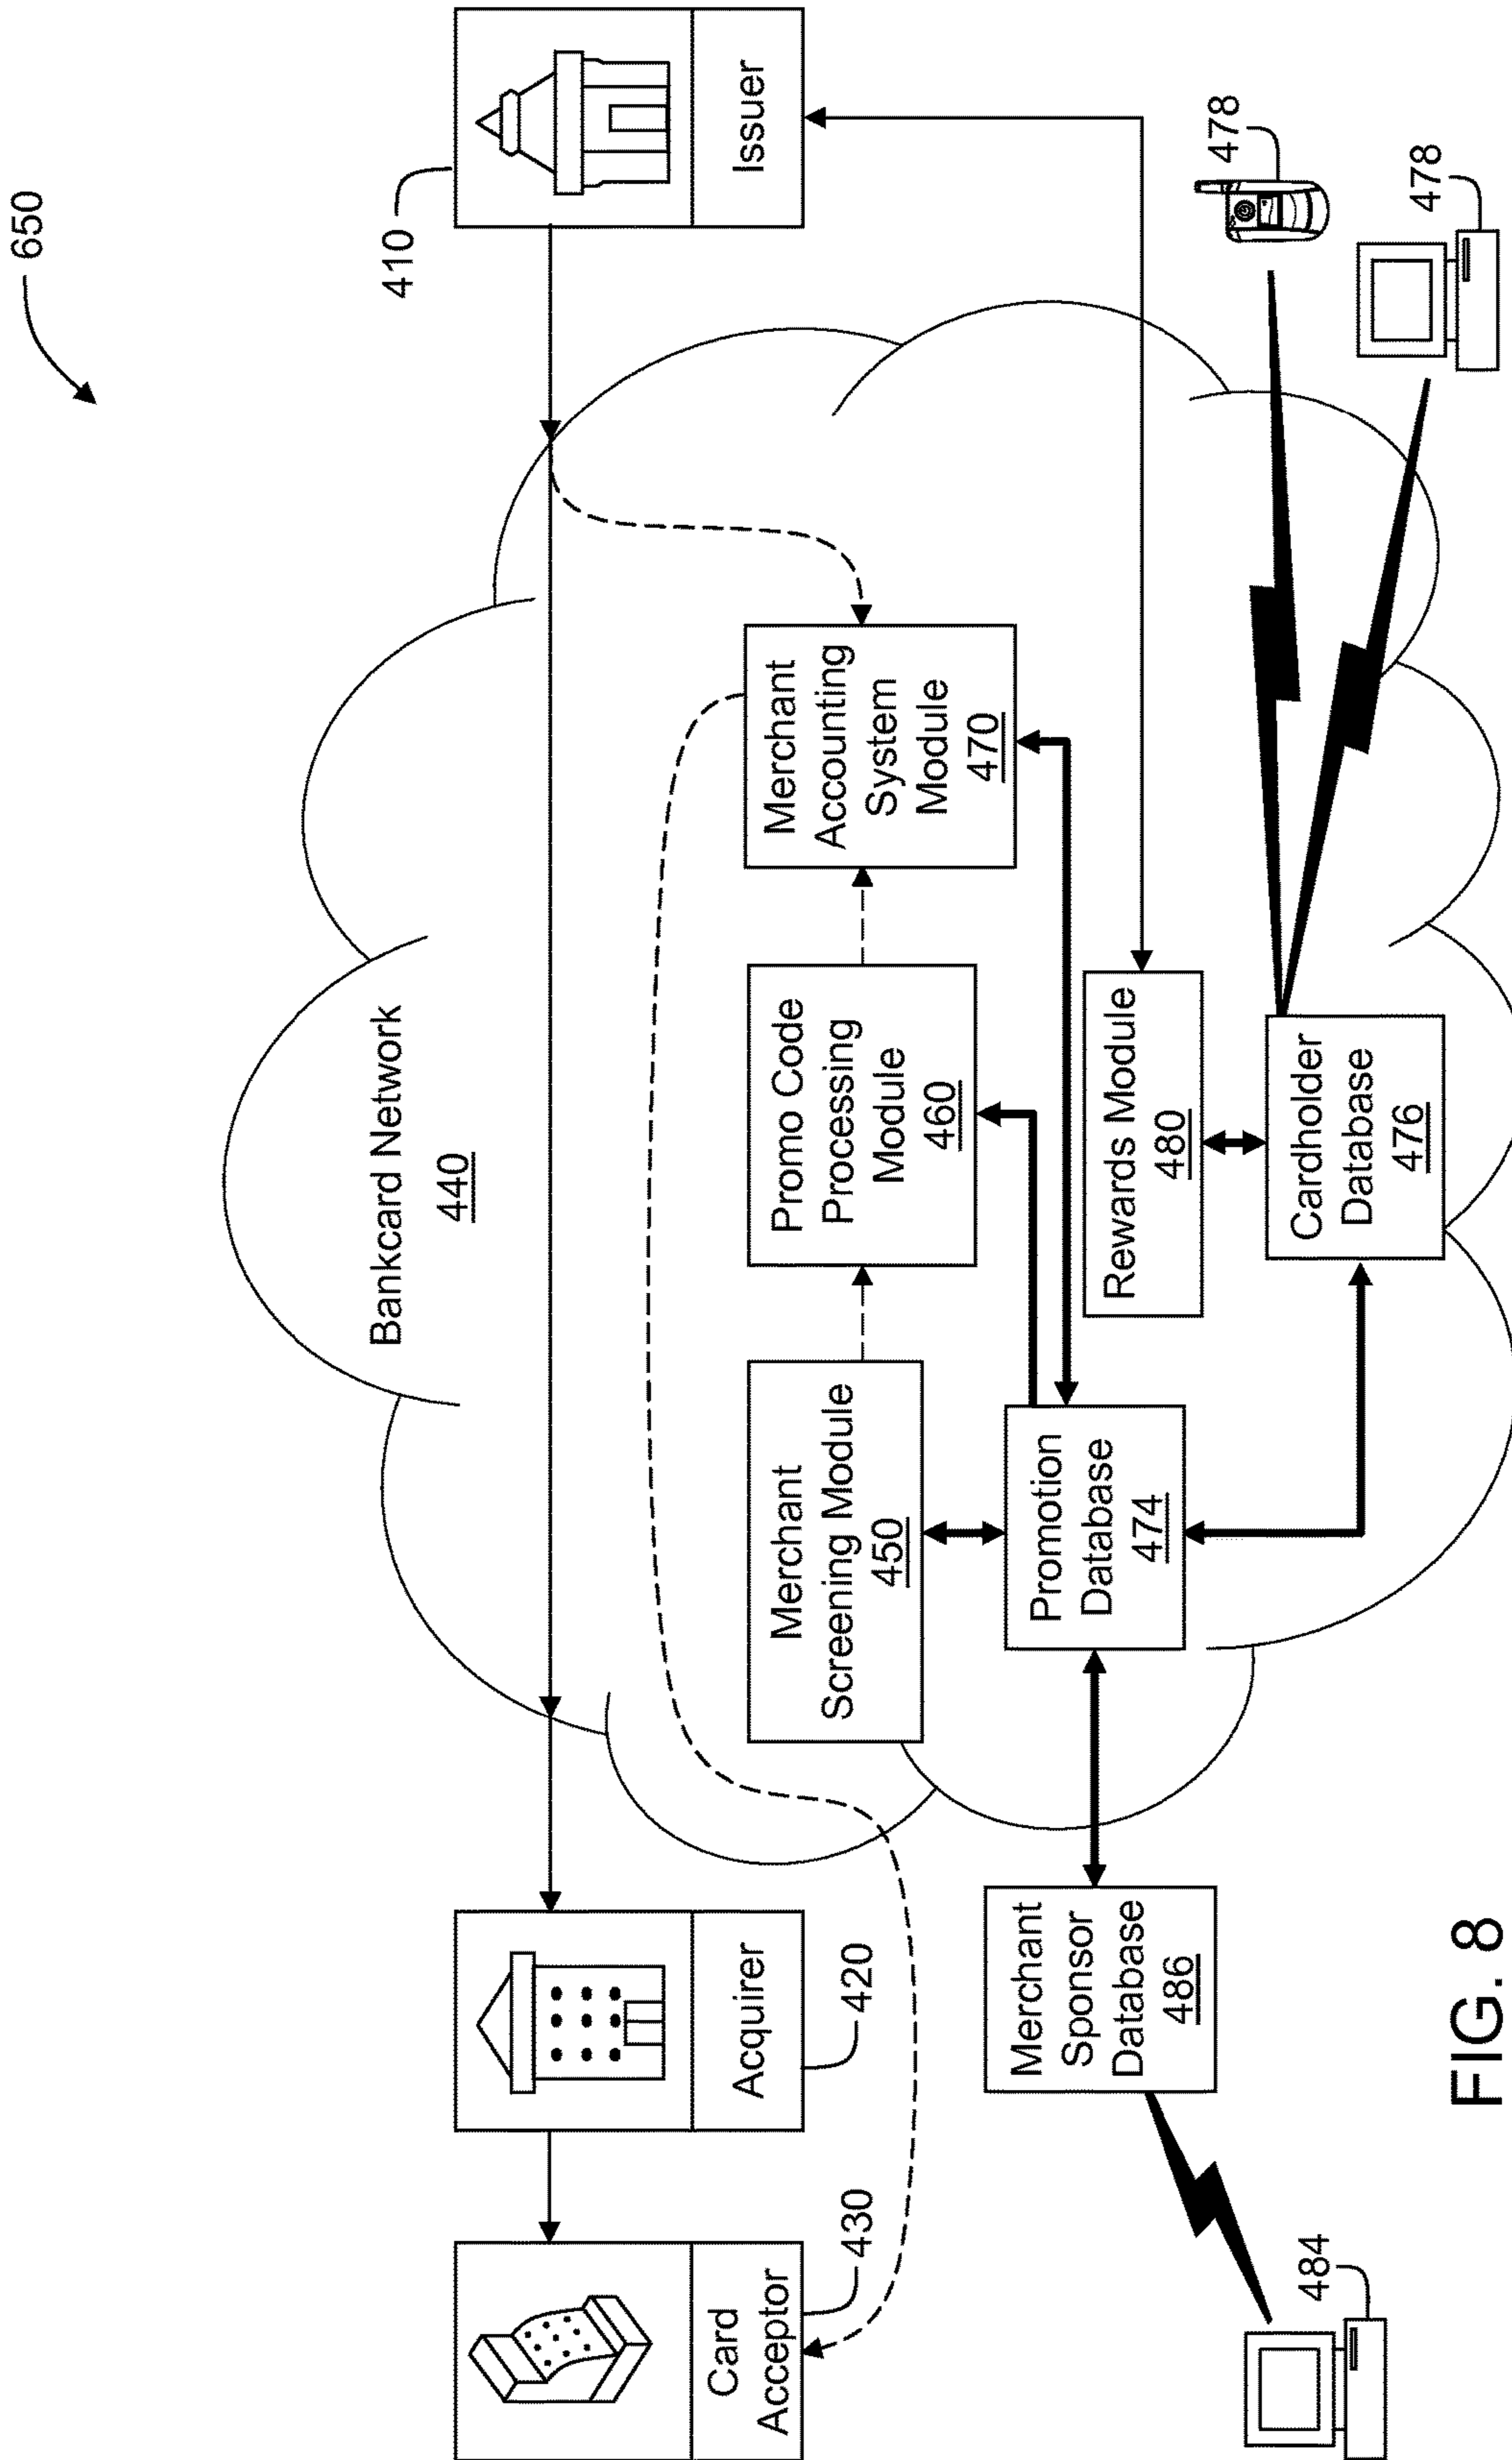 650
410
Issuer
Bankcard Network
440
Acquirer
420
Card
Acceptor
430
Merchant
Screening Module
450
Promo Code
Processing
Module
460
Merchant
Accounting
System
Module
470
Merchant
Sponsor
Database
486
Promotion
Database
474
Rewards Module
480
Cardholder
Database
476
478
478
484
FIG. 8